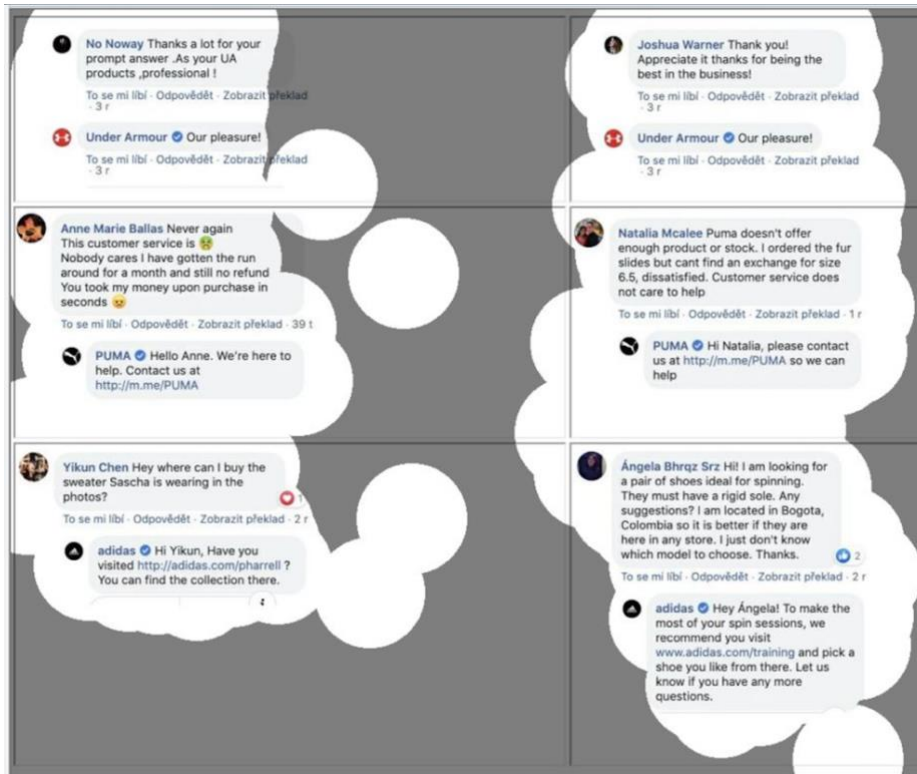 No Noway Thanks a lot for your
prompt answer .As your UA
products ,professional !
To se mi líbí · Odpovědět · Zobrazit překlad
· 3 r
Under Armour Our pleasure!
To se mi líbí · Odpovědět · Zobrazit překlad
· 3 r
Joshua Warner Thank you!
Appreciate it thanks for being the
best in the business!
To se mi líbí · Odpovědět · Zobrazit překlad
· 3 r
Under Armour Our pleasure!
To se mi líbí · Odpovědět · Zobrazit překlad
· 3 r
Anne Marie Ballas Never again
This customer service is 🤢
Nobody cares I have gotten the run
around for a month and still no refund
You took my money upon purchase in
seconds 😠
To se mi líbí · Odpovědět · Zobrazit překlad · 39 t
PUMA Hello Anne. We're here to
help. Contact us at
http://m.me/PUMA
Natalia Mcalee Puma doesn't offer
enough product or stock. I ordered the fur
slides but cant find an exchange for size
6.5, dissatisfied. Customer service does
not care to help
To se mi líbí · Odpovědět · Zobrazit překlad · 1 r
PUMA Hi Natalia, please contact
us at http://m.me/PUMA so we can
help
Yikun Chen Hey where can I buy the
sweater Sascha is wearing in the
photos?
1
To se mi líbí · Odpovědět · Zobrazit překlad · 2 r
adidas Hi Yikun, Have you
visited http://adidas.com/pharrell ?
You can find the collection there.
Ángela Bhrqz Srz Hi! I am looking for
a pair of shoes ideal for spinning.
They must have a rigid sole. Any
suggestions? I am located in Bogota,
Colombia so it is better if they are
here in any store. I just don't know
which model to choose. Thanks.
2
To se mi líbí · Odpovědět · Zobrazit překlad · 2 r
adidas Hey Ángela! To make the
most of your spin sessions, we
recommend you visit
www.adidas.com/training and pick a
shoe you like from there. Let us
know if you have any more
questions.